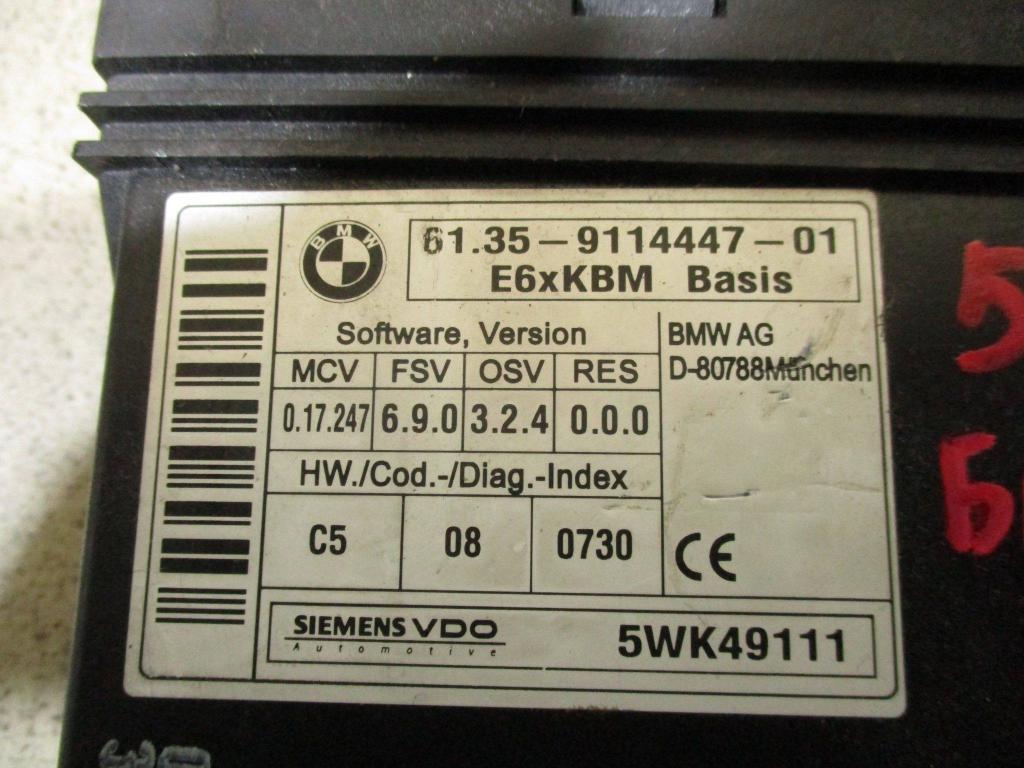 BMW
61.35-9114447-01
E6xKBM Basis
Software, Version
BMW AG
D-80788München
MCV FSV OSV RES
0.17.247 6.9.0 3.2.4 0.0.0
HW./Cod.-/Diag.-Index
C5 08 0730
CE
SIEMENS VDO
Automotive
5WK49111
5